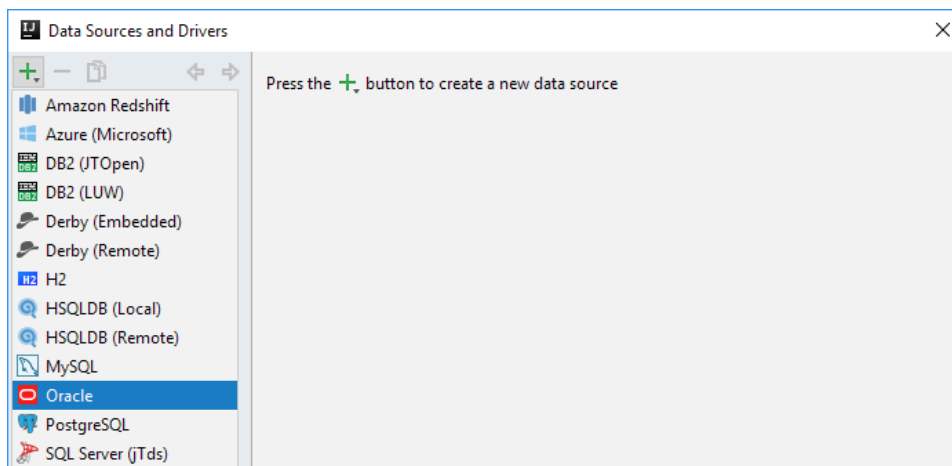 Data Sources and Drivers
Press the + button to create a new data source
Amazon Redshift
Azure (Microsoft)
DB2 (JTOpen)
DB2 (LUW)
Derby (Embedded)
Derby (Remote)
H2
HSQLDB (Local)
HSQLDB (Remote)
MySQL
Oracle
PostgreSQL
SQL Server (jTds)